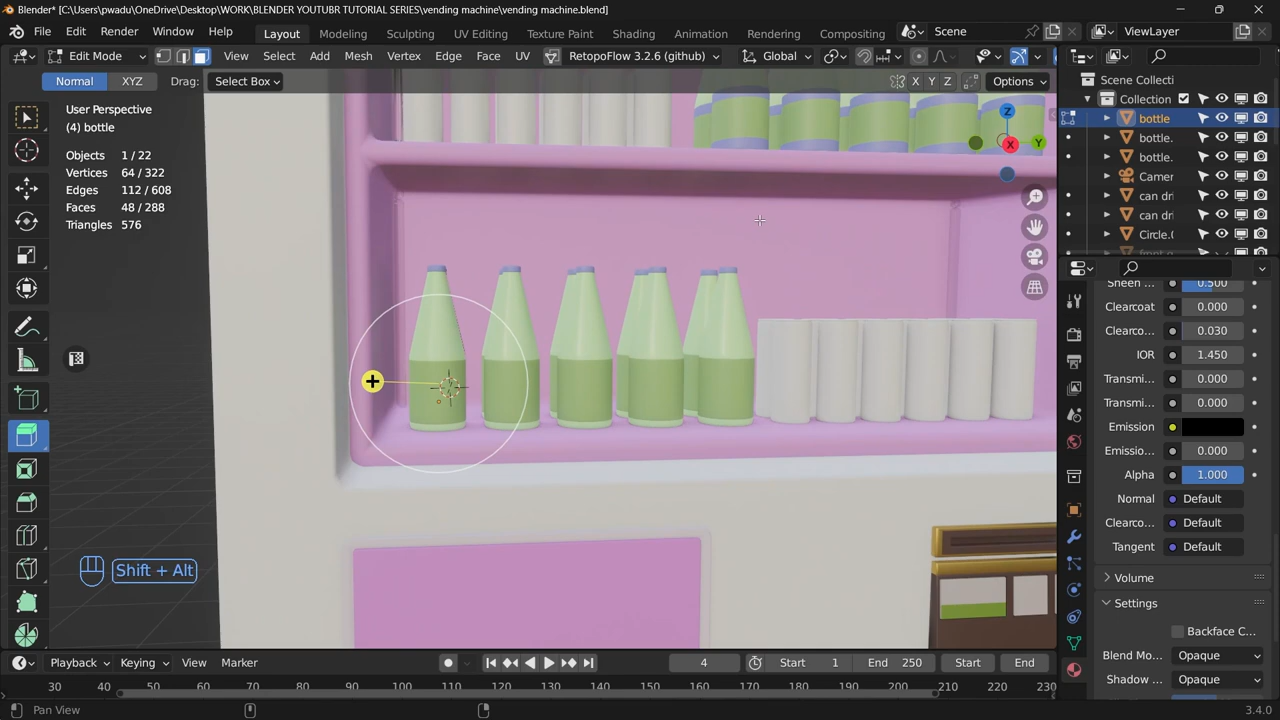 Blender* [C:\Users\pwadu\OneDrive\Desktop\WORK\BLENDER YOUTUBR TUTORIAL SERIES\vending machine\vending machine.blend]
File Edit Render Window Help Layout Modeling Sculpting UV Editing Texture Paint Shading Animation Rendering Compositing Scene ViewLayer
Edit Mode View Select Add Mesh Vertex Edge Face UV RetopoFlow 3.2.6 (github) Global
Normal XYZ Drag: Select Box X Y Z Options
User Perspective
(4) bottle
Objects 1 / 22
Vertices 64 / 322
Edges 112 / 608
Faces 48 / 288
Triangles 576
Z
Y
X
Scene Collecti
Collection
bottle
bottle.
bottle.
Camer
can dri
can dri
Circle.(
Sheen ... 0.500
Clearcoat 0.000
Clearco... 0.030
IOR 1.450
Transmi... 0.000
Transmi... 0.000
Emission
Emissio... 0.000
Alpha 1.000
Normal Default
Clearco... Default
Tangent Default
Volume
Settings
Backface C...
Blend Mo... Opaque
Shadow ... Opaque
Shift + Alt
Playback Keying View Marker 4 Start 1 End 250 Start End
30 40 50 60 70 80 90 100 110 120 130 140 150 160 170 180 190 200 210 220 230
Pan View 3.4.0